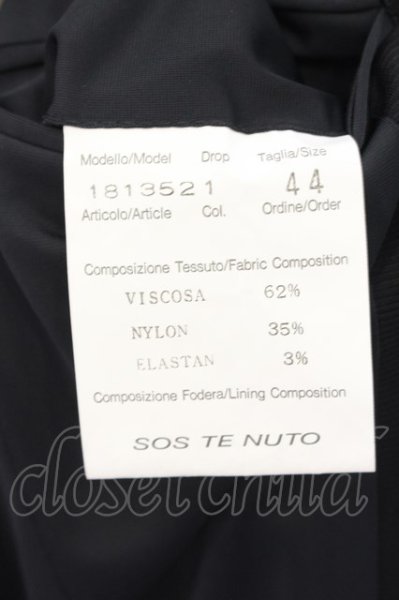 Modello/Model Drop Taglia/Size
1813521 44
Articolo/Article Col. Ordine/Order
Composizione Tessuto/Fabric Composition
VISCOSA 62%
NYLON 35%
ELASTAN 3%
Composizione Fodera/Lining Composition
SOS TE NUTO
closet child